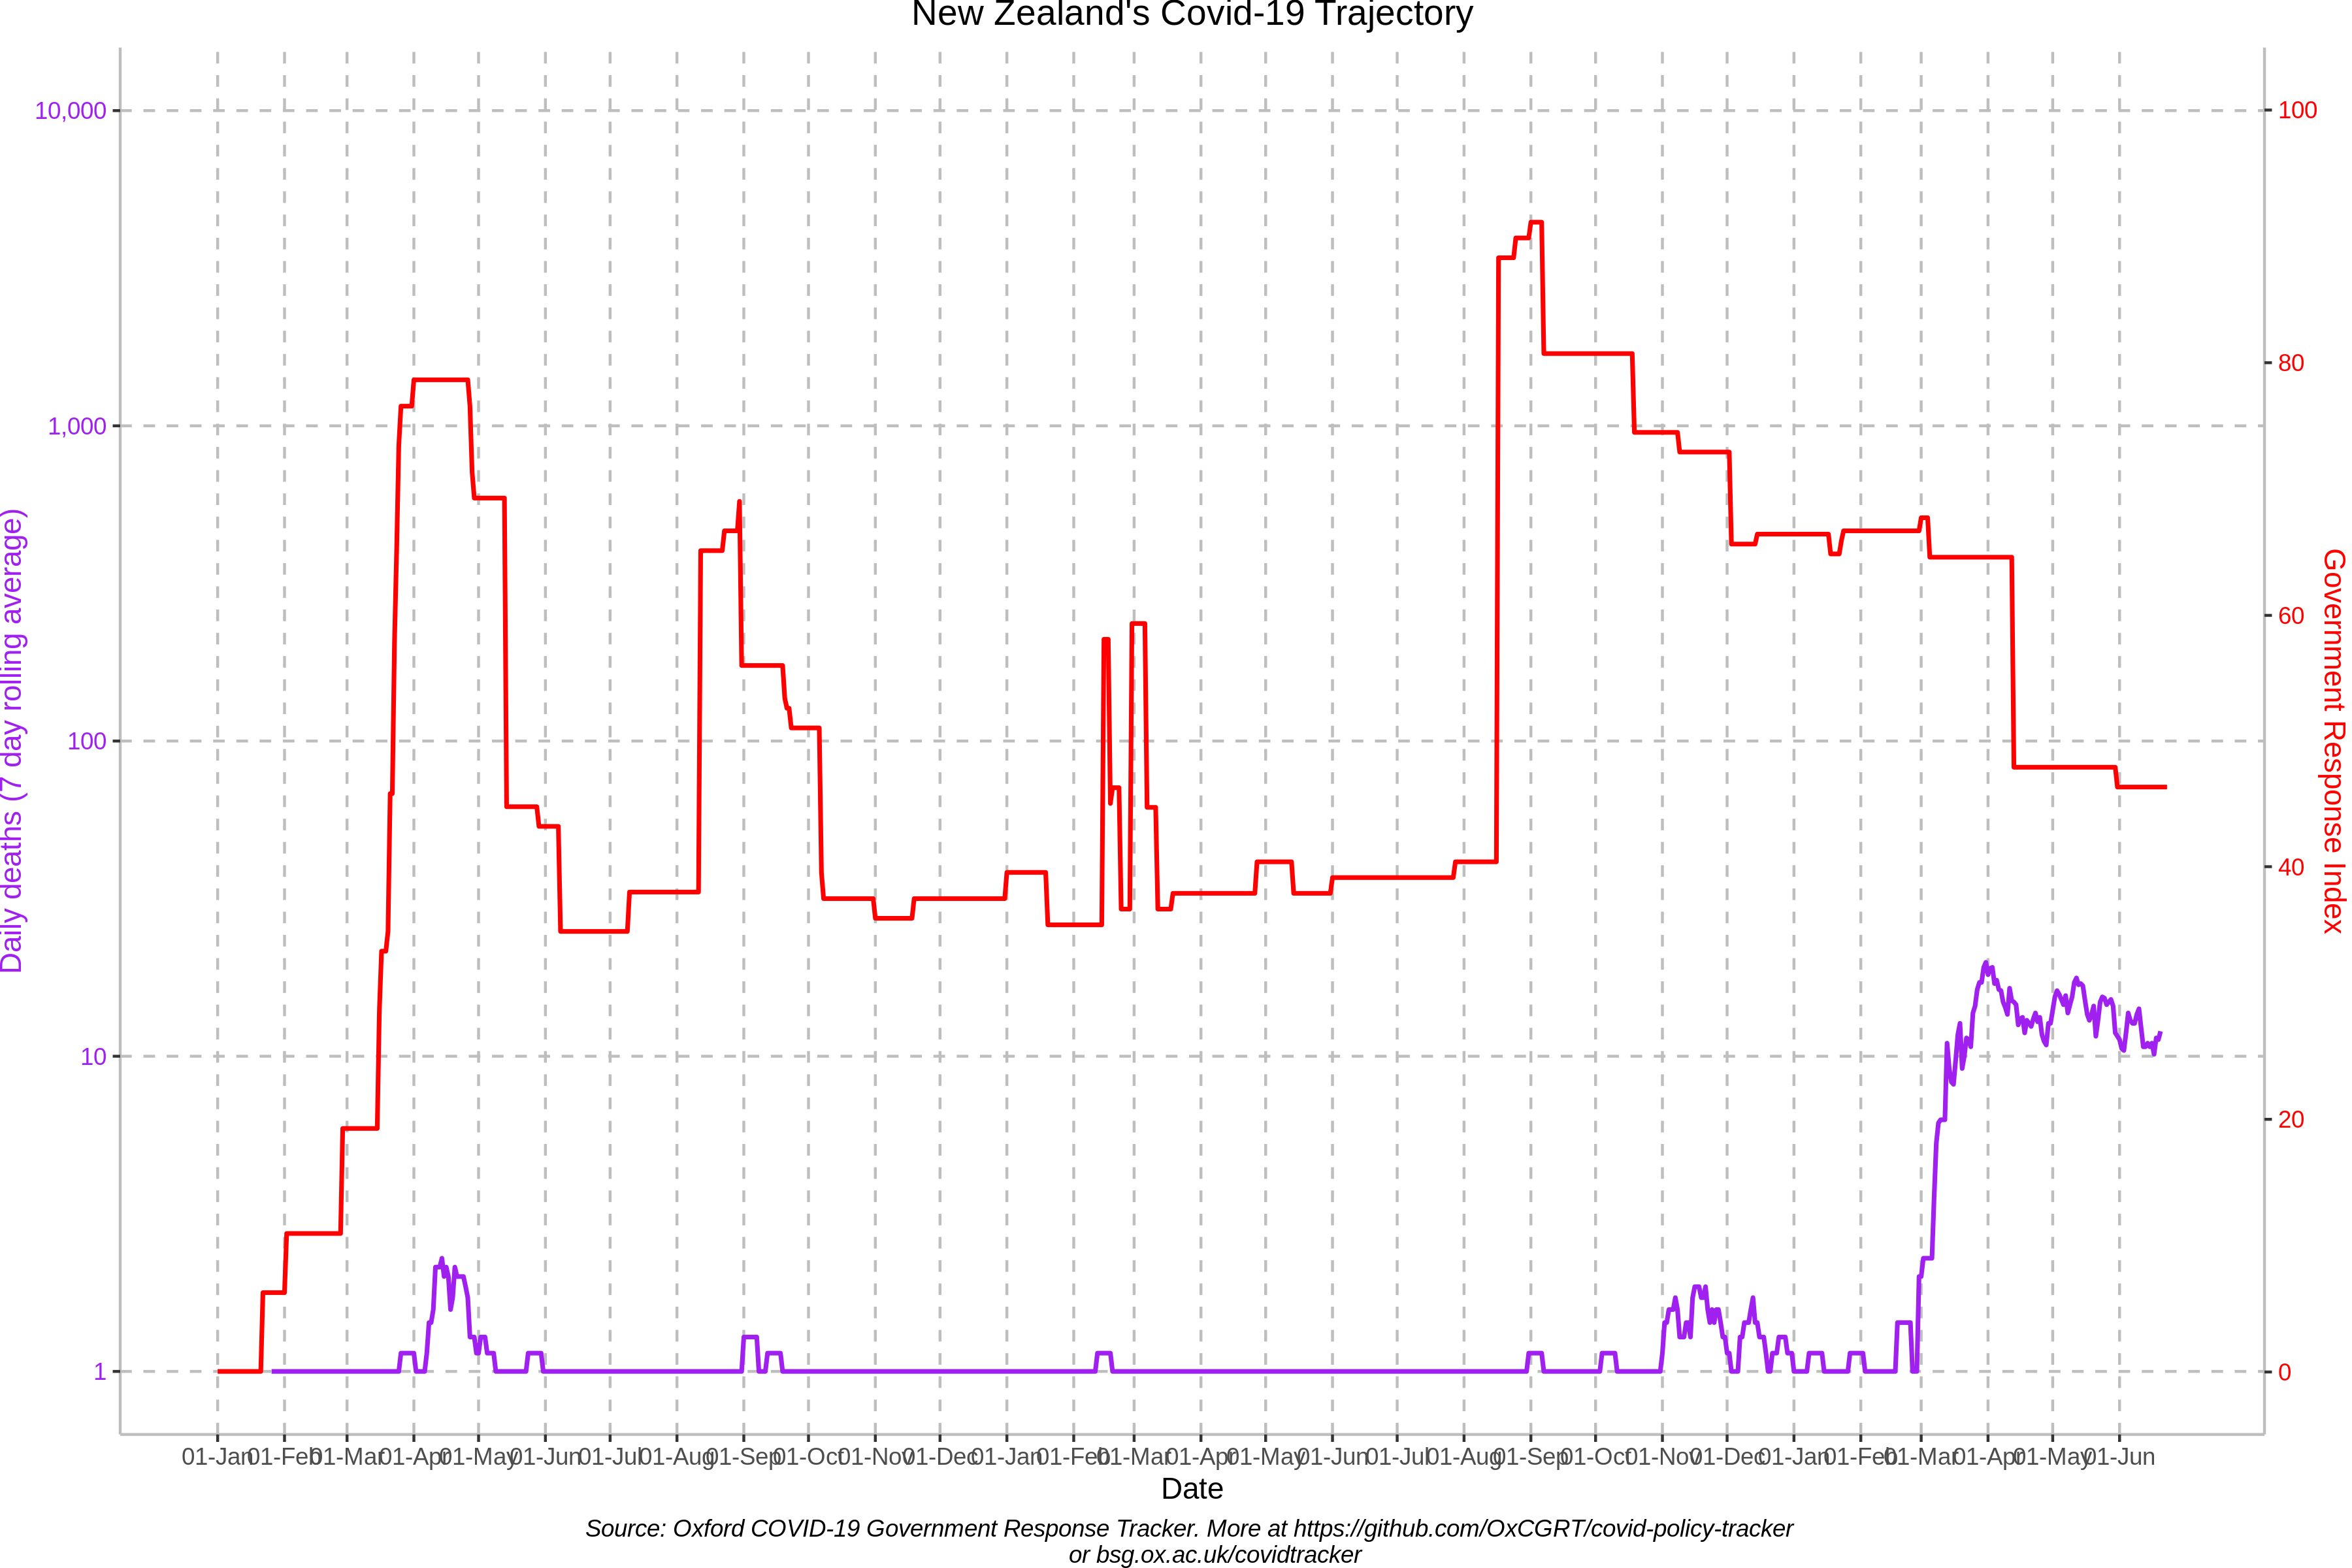 New Zealand's Covid-19 Trajectory
10,000
1,000
100
10
1
Daily deaths (7 day rolling average)
100
80
60
40
20
0
Government Response Index
01-Jan 01-Feb 01-Mar 01-Apr 01-May 01-Jun 01-Jul 01-Aug 01-Sep 01-Oct 01-Nov 01-Dec 01-Jan 01-Feb 01-Mar 01-Apr 01-May 01-Jun 01-Jul 01-Aug 01-Sep 01-Oct 01-Nov 01-Dec 01-Jan 01-Feb 01-Mar 01-Apr 01-May 01-Jun
Date
Source: Oxford COVID-19 Government Response Tracker. More at https://github.com/OxCGRT/covid-policy-tracker
or bsg.ox.ac.uk/covidtracker